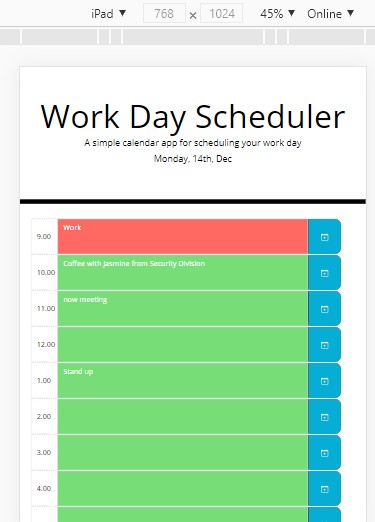 iPad ▼ 768 × 1024 45% ▼ Online ▼
Work Day Scheduler
A simple calendar app for scheduling your work day
Monday, 14th, Dec
9.00 Work
10.00 Coffee with Jasmine from Security Division
11.00 now meeting
12.00
1.00 Stand up
2.00
3.00
4.00